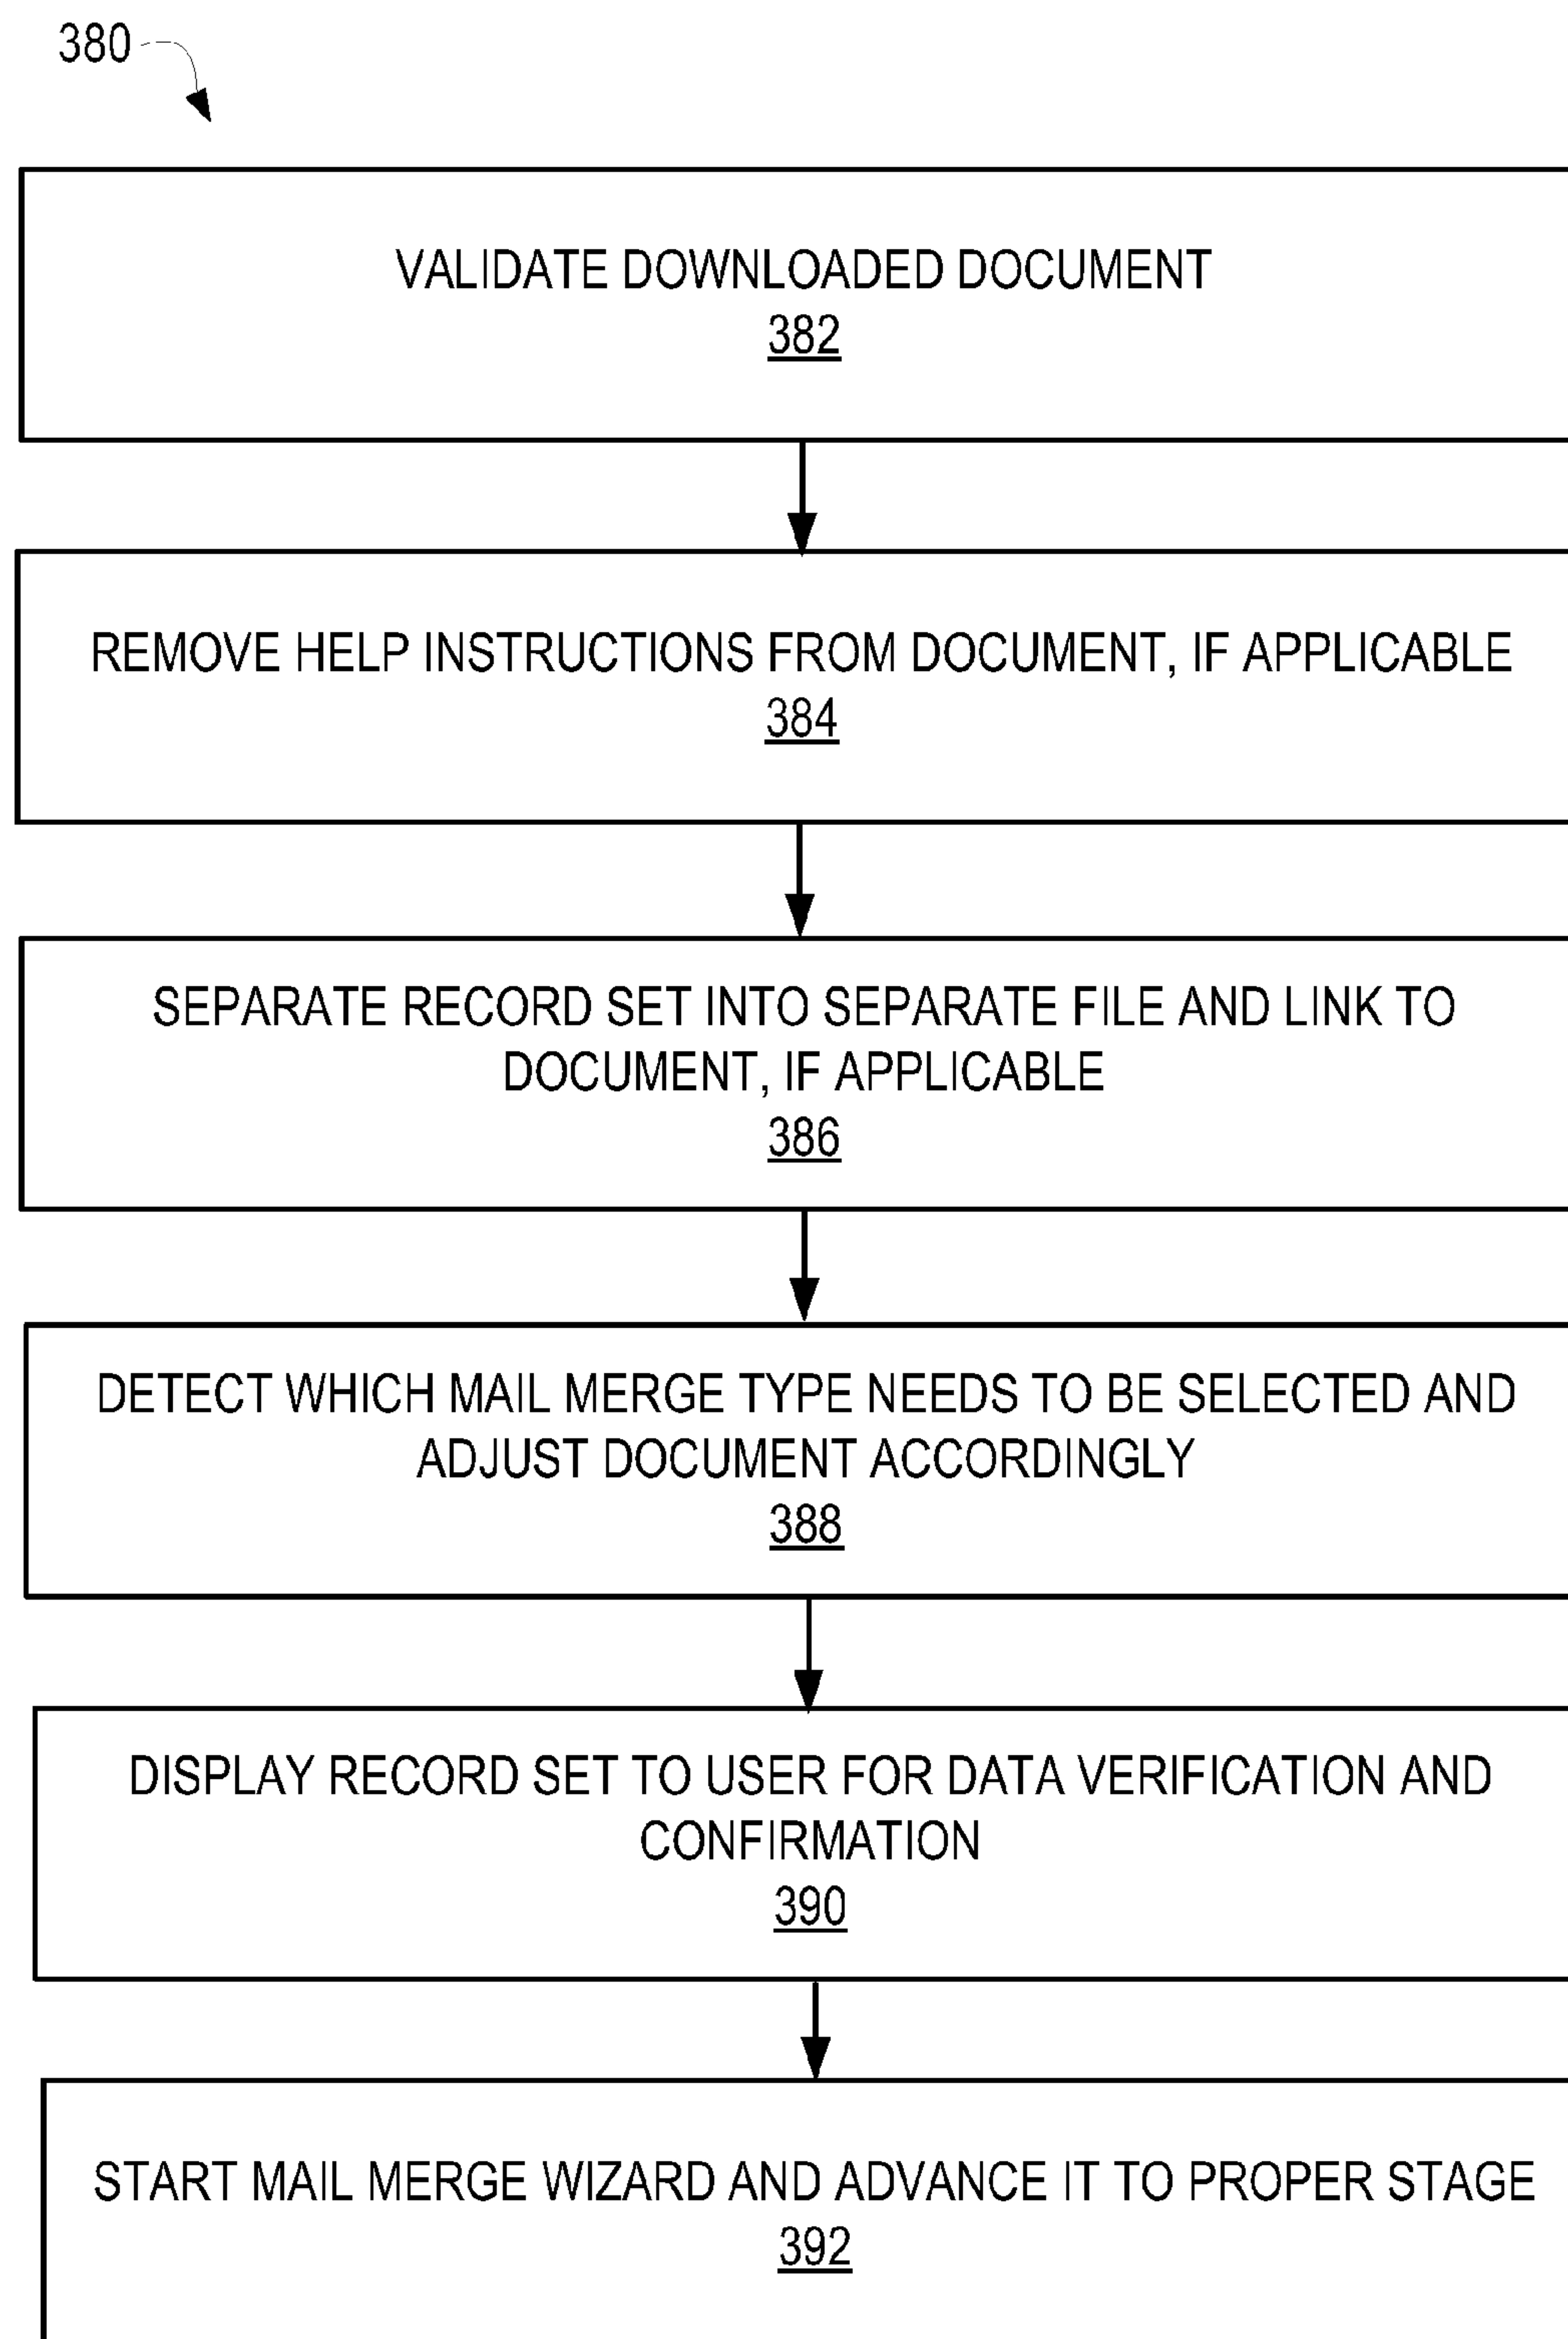 380
VALIDATE DOWNLOADED DOCUMENT
382
REMOVE HELP INSTRUCTIONS FROM DOCUMENT, IF APPLICABLE
384
SEPARATE RECORD SET INTO SEPARATE FILE AND LINK TO
DOCUMENT, IF APPLICABLE
386
DETECT WHICH MAIL MERGE TYPE NEEDS TO BE SELECTED AND
ADJUST DOCUMENT ACCORDINGLY
388
DISPLAY RECORD SET TO USER FOR DATA VERIFICATION AND
CONFIRMATION
390
START MAIL MERGE WIZARD AND ADVANCE IT TO PROPER STAGE
392